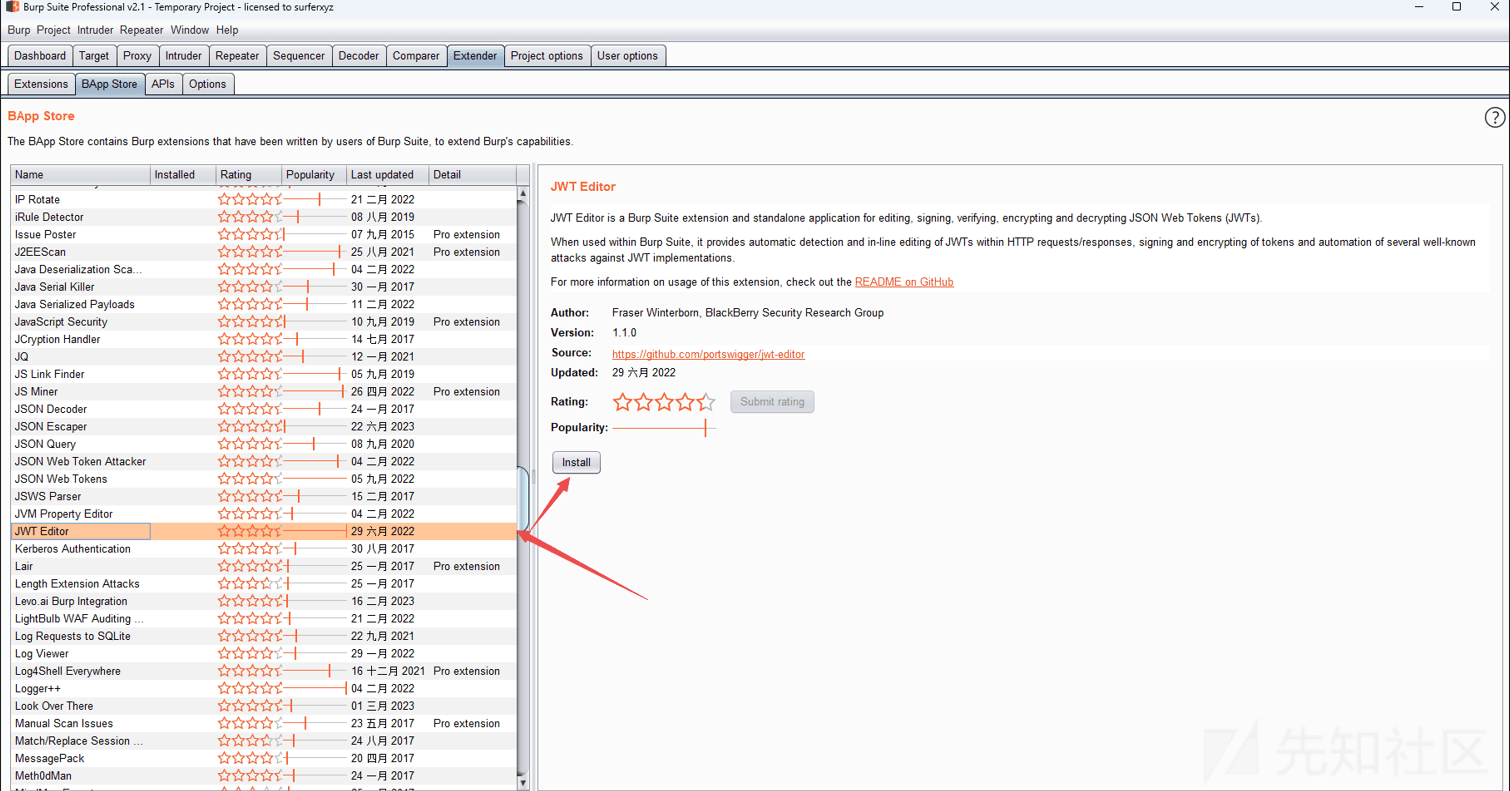 Burp Suite Professional v2.1 - Temporary Project - licensed to surferxyz
Burp Project Intruder Repeater Window Help
Dashboard Target Proxy Intruder Repeater Sequencer Decoder Comparer Extender Project options User options
Extensions BApp Store APIs Options
BApp Store
?
The BApp Store contains Burp extensions that have been written by users of Burp Suite, to extend Burp's capabilities.
Name Installed Rating Popularity Last updated Detail
IP Rotate 21 二月 2022
iRule Detector 08 八月 2019
Issue Poster 07 九月 2015 Pro extension
J2EEScan 25 八月 2021 Pro extension
Java Deserialization Sca... 04 二月 2022
Java Serial Killer 30 一月 2017
Java Serialized Payloads 11 二月 2022
JavaScript Security 10 九月 2019 Pro extension
JCryption Handler 14 七月 2017
JQ 12 一月 2021
JS Link Finder 05 九月 2019
JS Miner 26 四月 2022 Pro extension
JSON Decoder 24 一月 2017
JSON Escaper 22 六月 2023
JSON Query 08 九月 2020
JSON Web Token Attacker 04 二月 2022
JSON Web Tokens 05 九月 2022
JSWS Parser 15 二月 2017
JVM Property Editor 04 二月 2022
JWT Editor 29 六月 2022
Kerberos Authentication 30 八月 2017
Lair 25 一月 2017 Pro extension
Length Extension Attacks 25 一月 2017
Levo.ai Burp Integration 16 二月 2023
LightBulb WAF Auditing ... 21 二月 2022
Log Requests to SQLite 22 九月 2021
Log Viewer 29 一月 2022
Log4Shell Everywhere 16 十二月 2021 Pro extension
Logger++ 04 二月 2022
Look Over There 01 三月 2023
Manual Scan Issues 23 五月 2017 Pro extension
Match/Replace Session ... 24 八月 2017
MessagePack 20 四月 2017
Meth0dMan 24 一月 2017
JWT Editor
JWT Editor is a Burp Suite extension and standalone application for editing, signing, verifying, encrypting and decrypting JSON Web Tokens (JWTs).
When used within Burp Suite, it provides automatic detection and in-line editing of JWTs within HTTP requests/responses, signing and encrypting of tokens and automation of several well-known
attacks against JWT implementations.
For more information on usage of this extension, check out the README on GitHub
Author: Fraser Winterborn, BlackBerry Security Research Group
Version: 1.1.0
Source: https://github.com/portswigger/jwt-editor
Updated: 29 六月 2022
Rating: Submit rating
Popularity:
Install
先知社区